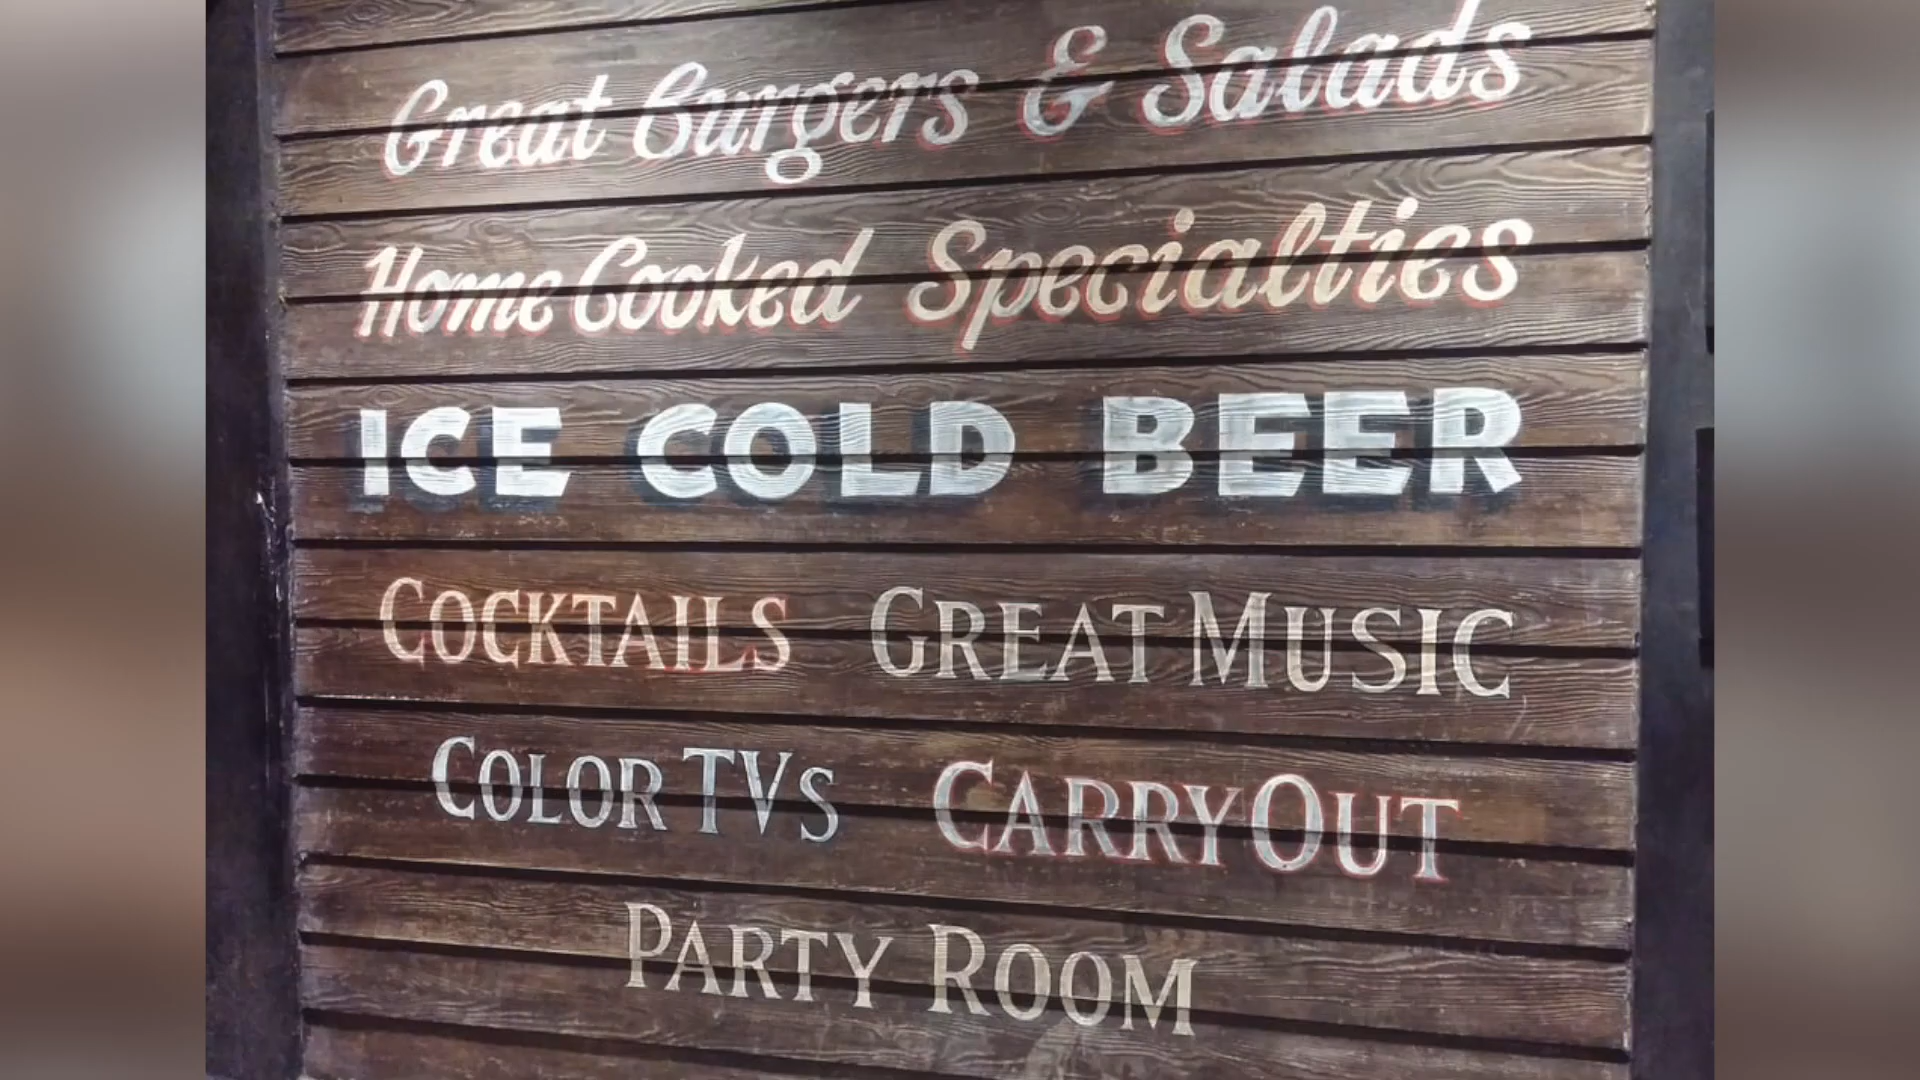 Great Burgers & Salads
Home Cooked Specialties
ICE COLD BEER
COCKTAILS GREAT MUSIC
COLOR TVS CARRY OUT
PARTY ROOM